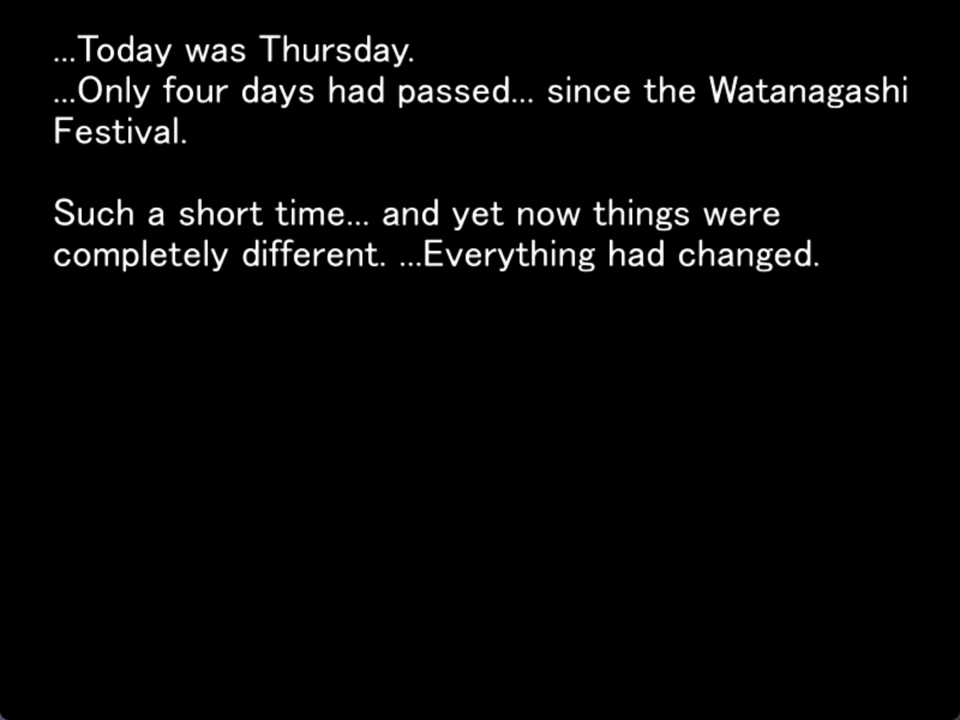 ...Today was Thursday.
...Only four days had passed... since the Watanagashi
Festival.
Such a short time... and yet now things were
completely different. ...Everything had changed.